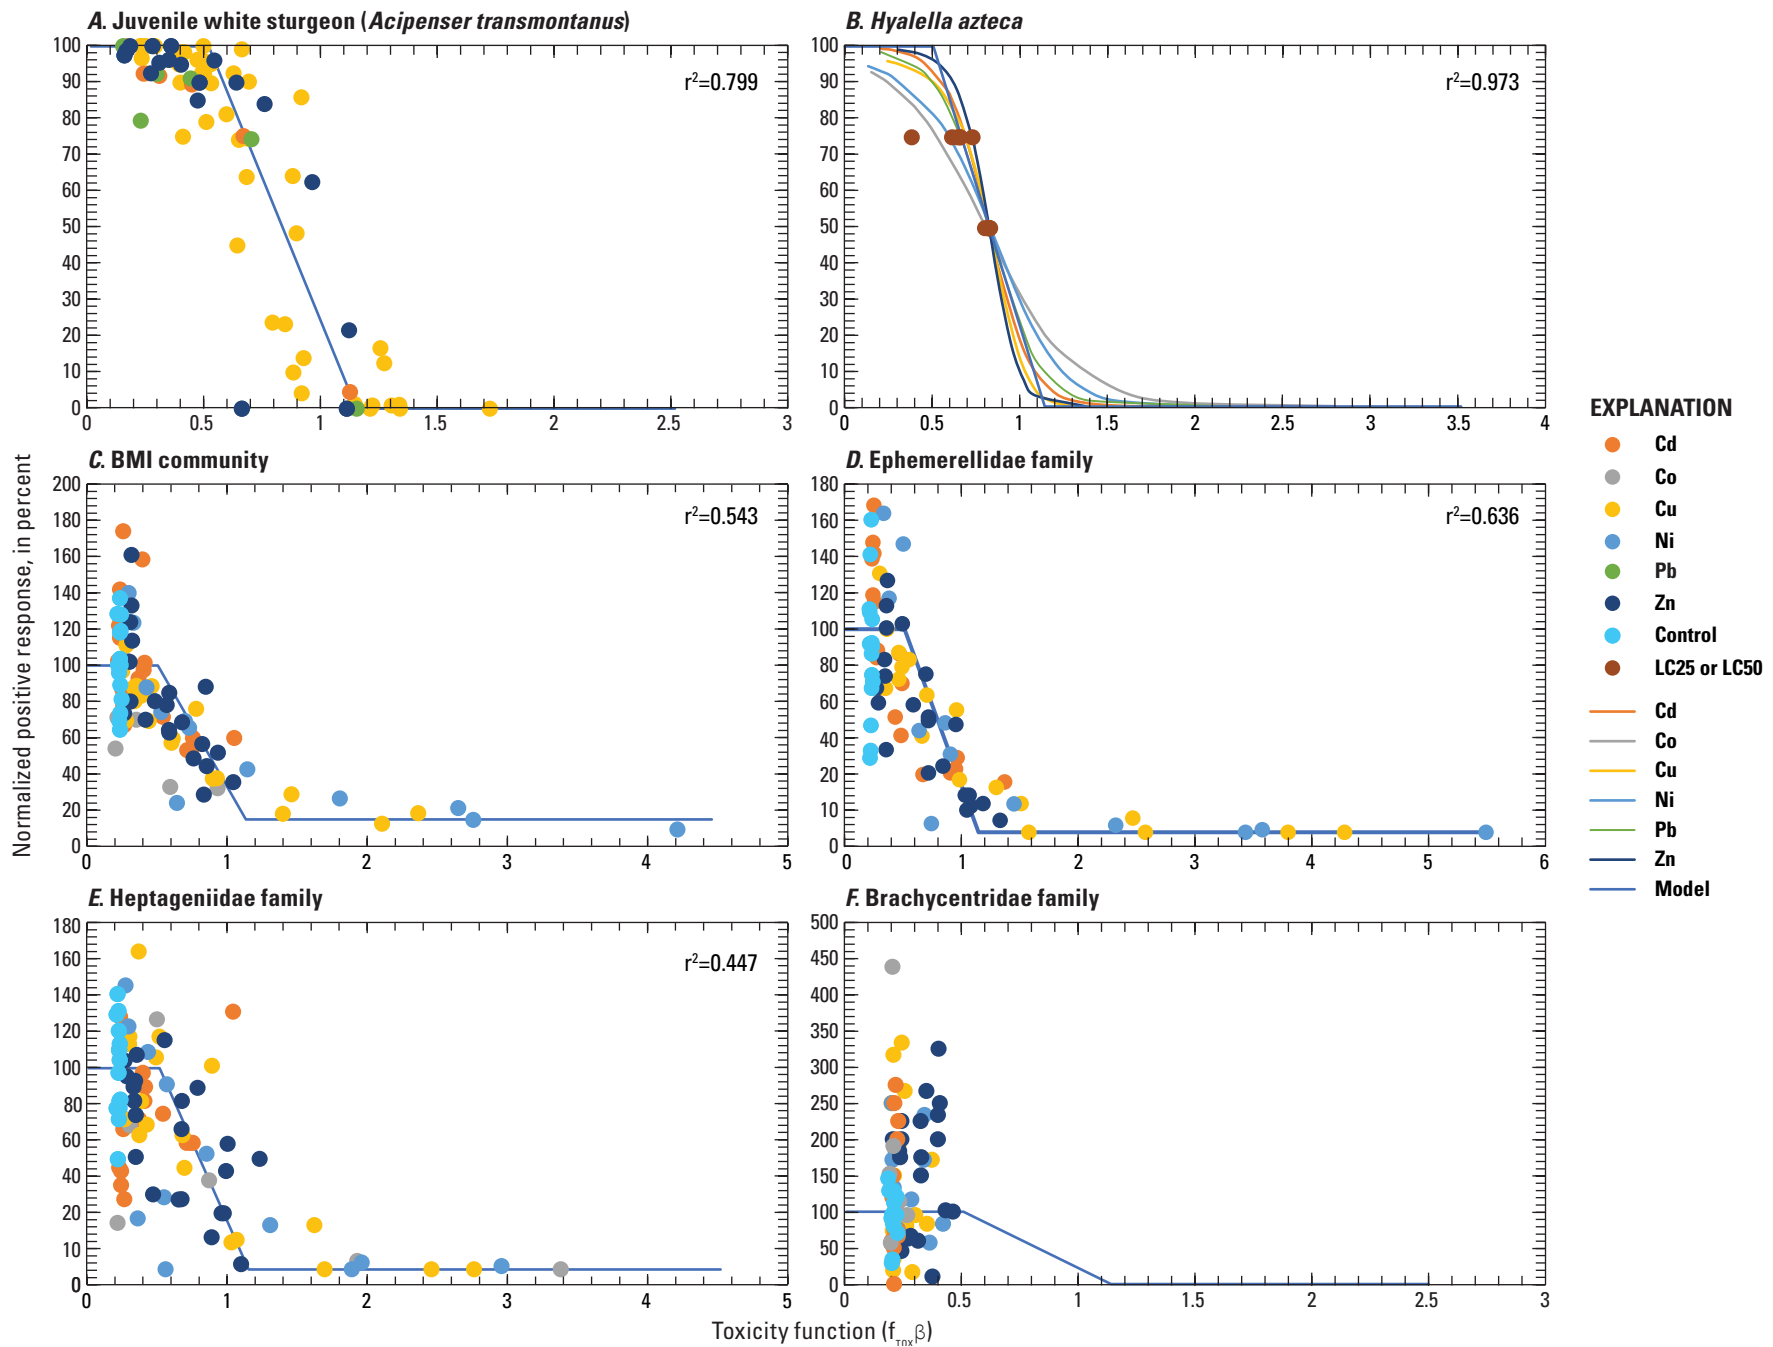 A. Juvenile white sturgeon (Acipenser transmontanus)
100
90
80
70
60
50
40
30
20
10
0
r²=0.799
0 0.5 1 1.5 2 2.5 3
B. Hyalella azteca
100
90
80
70
60
50
40
30
20
10
0
r²=0.973
0 0.5 1 1.5 2 2.5 3 3.5 4
C. BMI community
200
180
160
140
120
100
80
60
40
20
0
r²=0.543
0 1 2 3 4 5
D. Ephemerellidae family
180
160
140
120
100
80
60
40
20
10
0
r²=0.636
0 1 2 3 4 5 6
E. Heptageniidae family
180
160
140
120
100
80
60
40
20
10
0
r²=0.447
0 1 2 3 4 5
F. Brachycentridae family
500
450
400
350
300
250
200
150
100
50
0
0 0.5 1 1.5 2 2.5 3
Normalized positive response, in percent
Toxicity function (fTOXβ)
EXPLANATION
Cd
Co
Cu
Ni
Pb
Zn
Control
LC25 or LC50
Cd
Co
Cu
Ni
Pb
Zn
Model